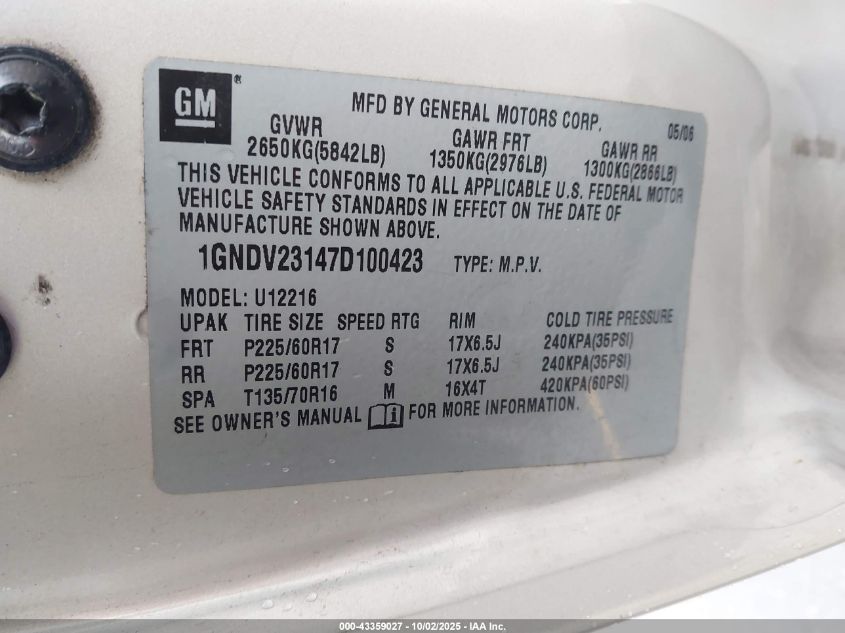 GM ®
MFD BY GENERAL MOTORS CORP. 05/06
GVWR GAWR FRT GAWR RR
2650KG(5842LB) 1350KG(2976LB) 1300KG(2866LB)
THIS VEHICLE CONFORMS TO ALL APPLICABLE U.S. FEDERAL MOTOR
VEHICLE SAFETY STANDARDS IN EFFECT ON THE DATE OF
MANUFACTURE SHOWN ABOVE.
1GNDV23147D100423 TYPE: M.P.V.
MODEL: U12216
UPAK TIRE SIZE SPEED RTG RIM COLD TIRE PRESSURE
FRT P225/60R17 S 17X6.5J 240KPA(35PSI)
RR P225/60R17 S 17X6.5J 240KPA(35PSI)
SPA T135/70R16 M 16X4T 420KPA(60PSI)
SEE OWNER'S MANUAL i FOR MORE INFORMATION.
000-43359027 - 10/02/2025 - IAA Inc.